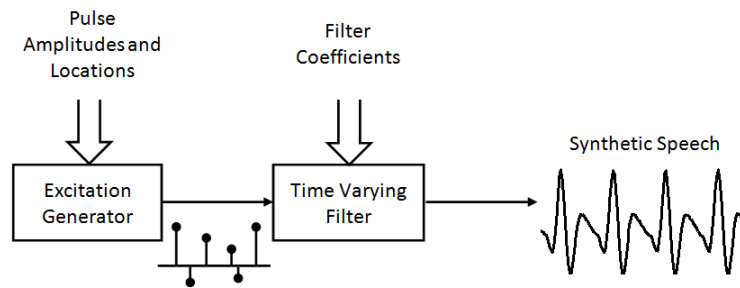 Pulse
Amplitudes and
Locations
Filter
Coefficients
Synthetic Speech
Excitation
Generator
Time Varying
Filter